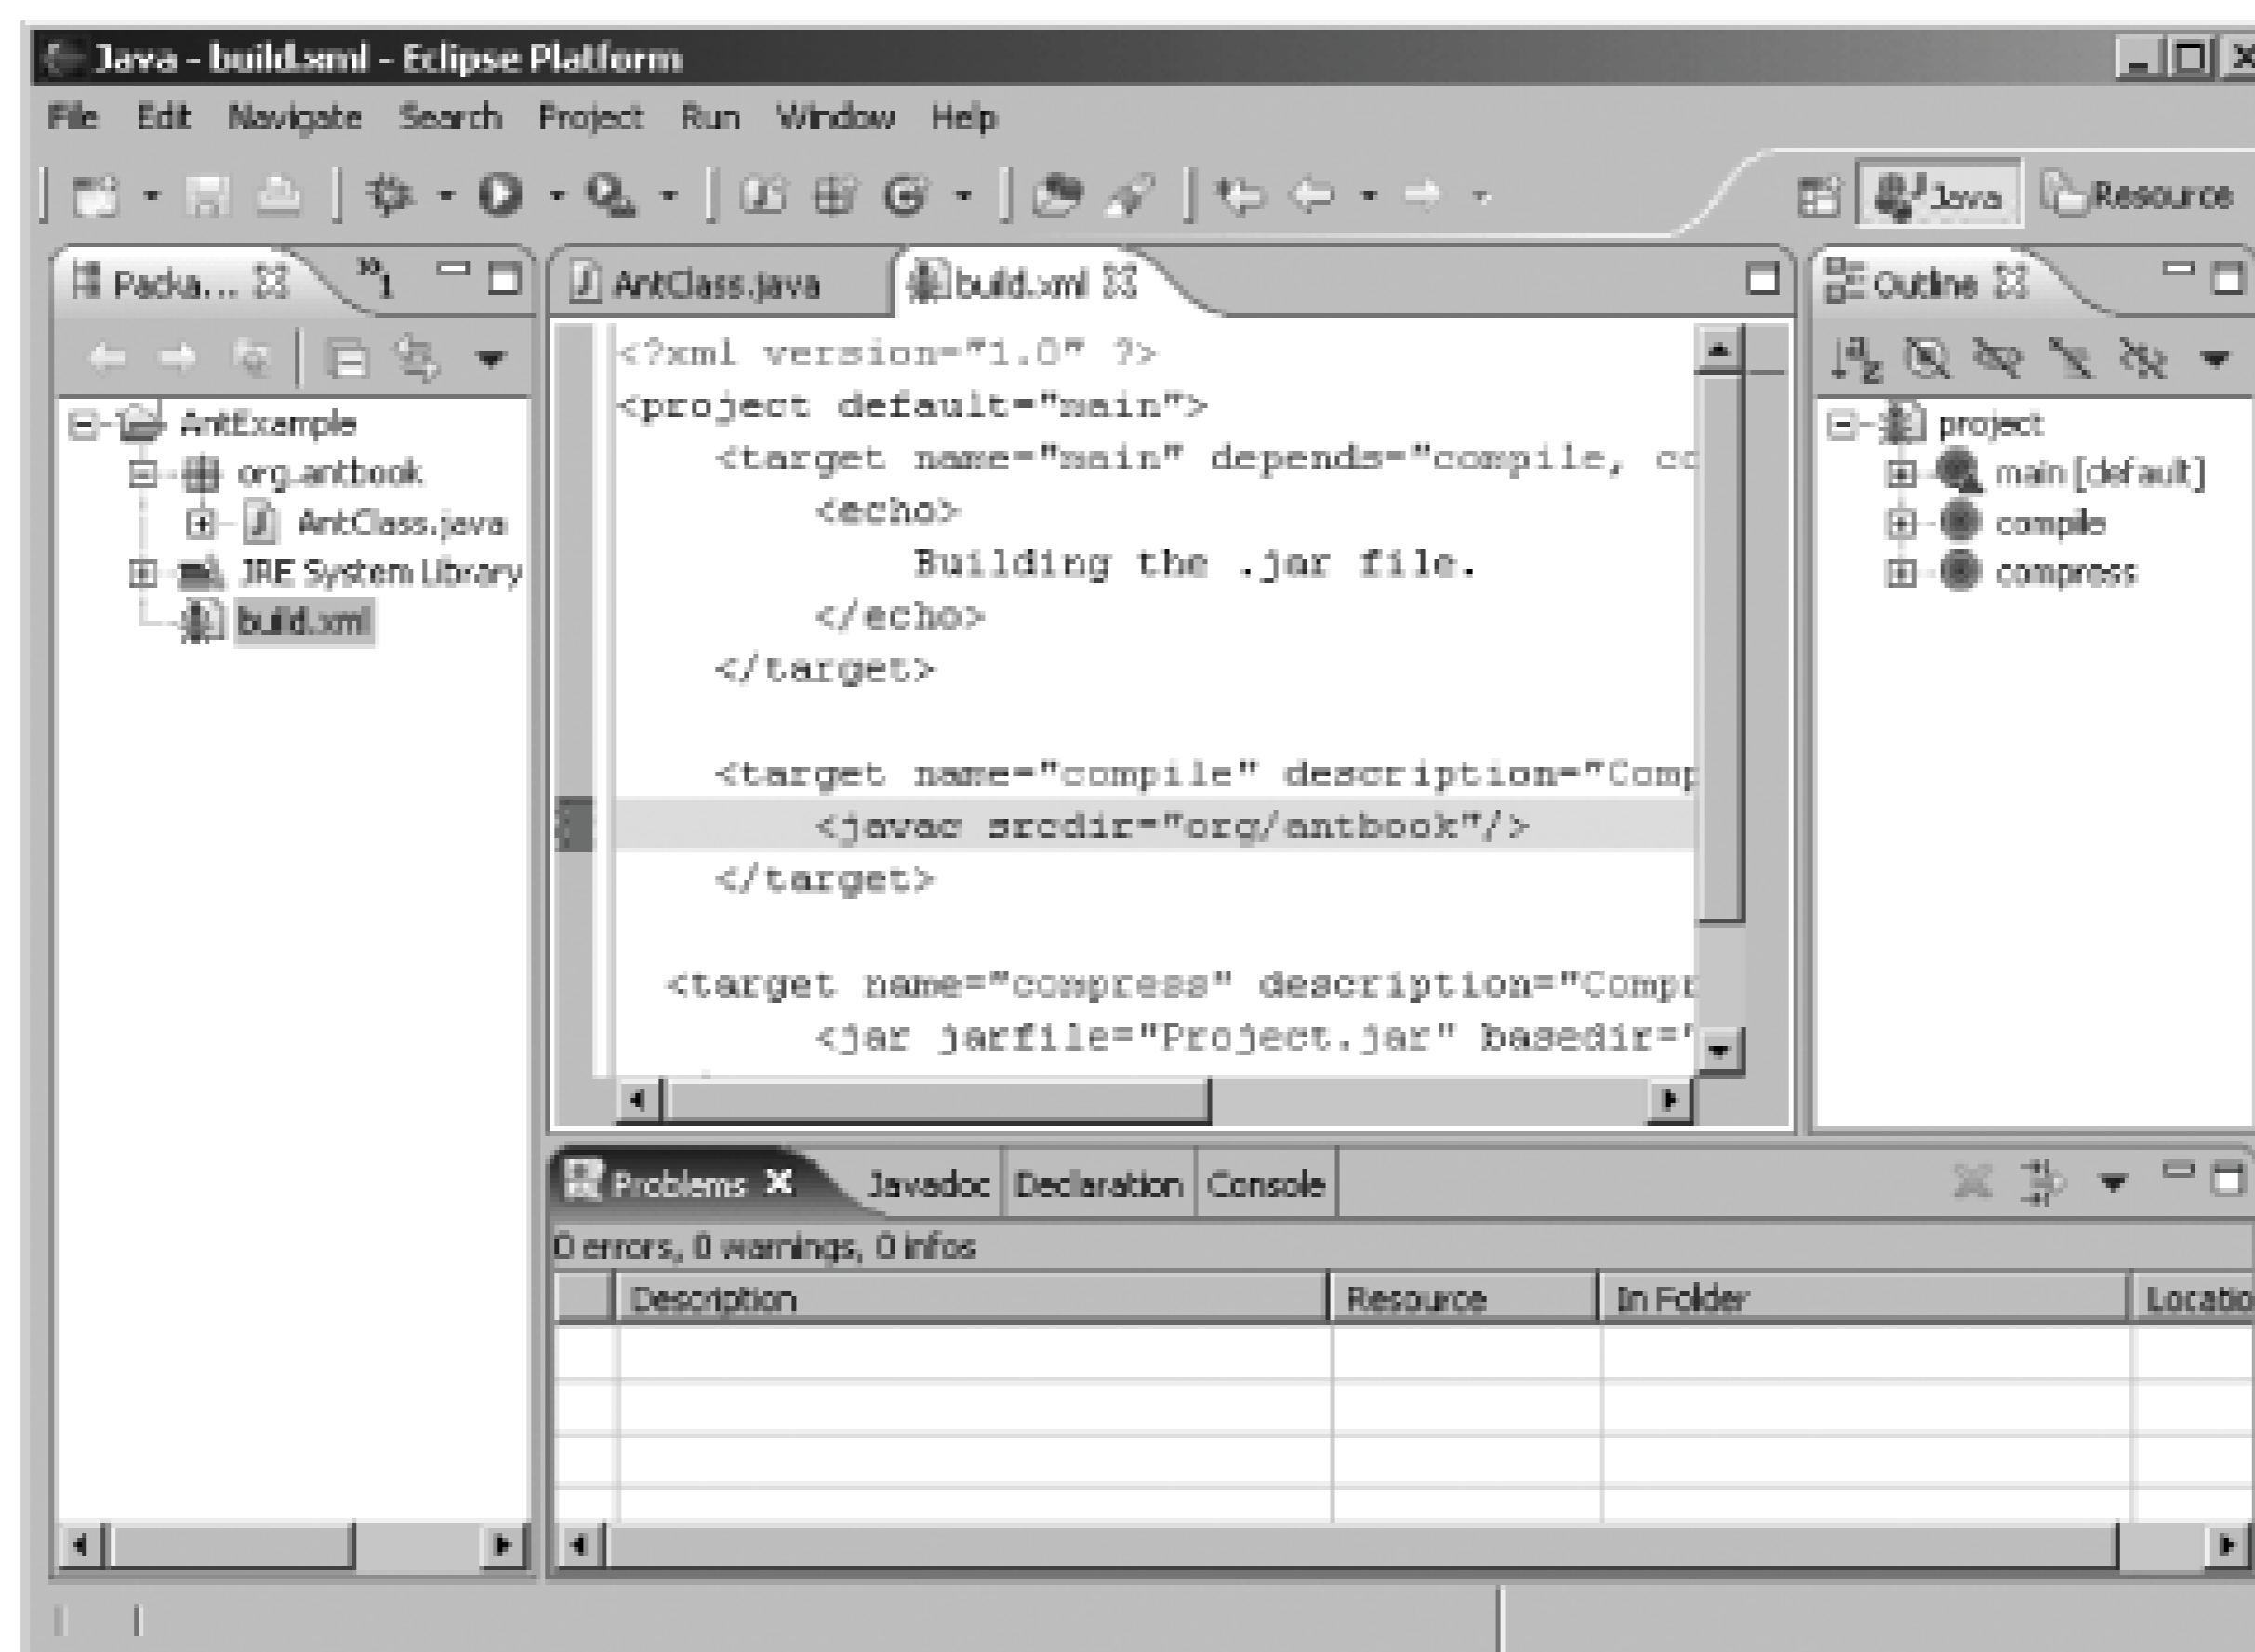 Java - build.xml - Eclipse Platform
File Edit Navigate Search Project Run Window Help
Java Resource
Packa... 1
AntExample
org.antbook
AntClass.java
JRE System Library
build.xml
AntClass.java build.xml
<?xml version="1.0" ?>
<project default="main">
<target name="main" depends="compile, co
<echo>
Building the .jar file.
</echo>
</target>
<target name="compile" description="Comp
<javac srcdir="org/antbook"/>
</target>
<target name="compress" description="Compr
<jar jarfile="Project.jar" basedir="
Outline
project
main [default]
compile
compress
Problems Javadoc Declaration Console
0 errors, 0 warnings, 0 infos
Description Resource In Folder Locatio